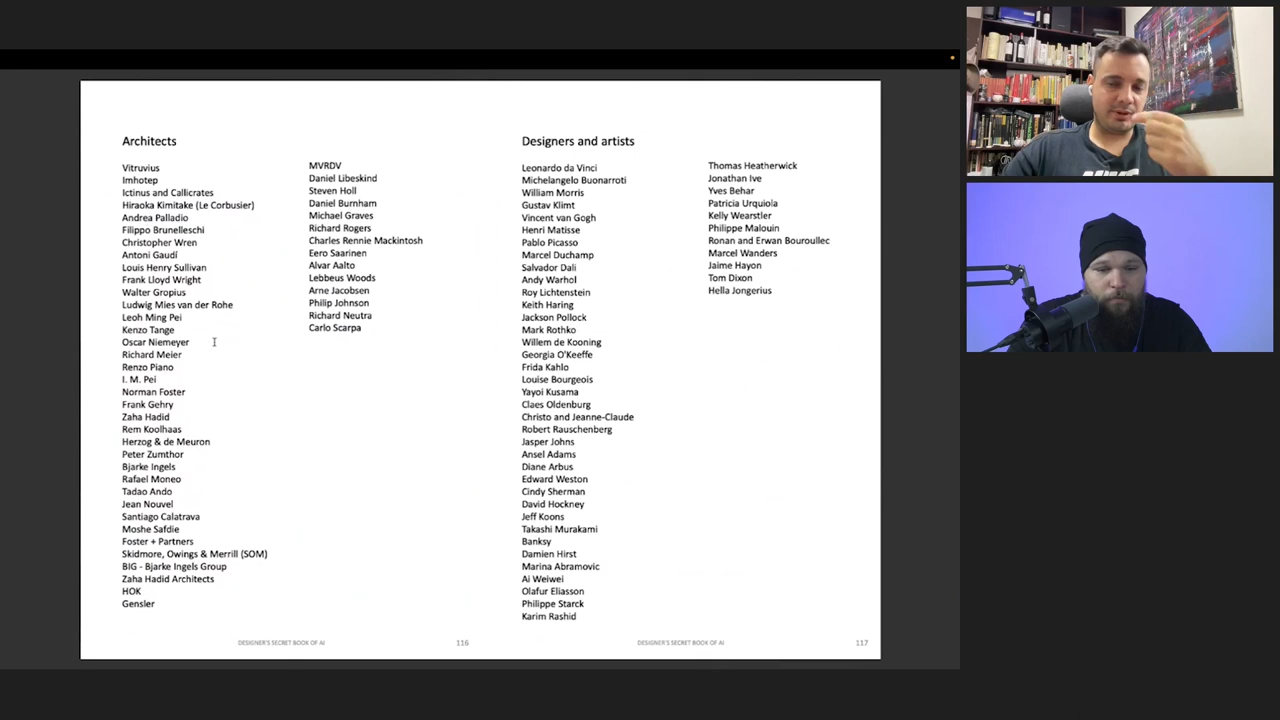 Architects
Vitruvius
Imhotep
Ictinus and Callicrates
Hiraoka Kimitake (Le Corbusier)
Andrea Palladio
Filippo Brunelleschi
Christopher Wren
Antoni Gaudí
Louis Henry Sullivan
Frank Lloyd Wright
Walter Gropius
Ludwig Mies van der Rohe
Leoh Ming Pei
Kenzo Tange
Oscar Niemeyer
Richard Meier
Renzo Piano
I. M. Pei
Norman Foster
Frank Gehry
Zaha Hadid
Rem Koolhaas
Herzog & de Meuron
Peter Zumthor
Bjarke Ingels
Rafael Moneo
Tadao Ando
Jean Nouvel
Santiago Calatrava
Moshe Safdie
Foster + Partners
Skidmore, Owings & Merrill (SOM)
BIG - Bjarke Ingels Group
Zaha Hadid Architects
HOK
Gensler
MVRDV
Daniel Libeskind
Steven Holl
Daniel Burnham
Michael Graves
Richard Rogers
Charles Rennie Mackintosh
Eero Saarinen
Alvar Aalto
Lebbeus Woods
Arne Jacobsen
Philip Johnson
Richard Neutra
Carlo Scarpa
DESIGNER'S SECRET BOOK OF AI 116
Designers and artists
Leonardo da Vinci
Michelangelo Buonarroti
William Morris
Gustav Klimt
Vincent van Gogh
Henri Matisse
Pablo Picasso
Marcel Duchamp
Salvador Dali
Andy Warhol
Roy Lichtenstein
Keith Haring
Jackson Pollock
Mark Rothko
Willem de Kooning
Georgia O'Keeffe
Frida Kahlo
Louise Bourgeois
Yayoi Kusama
Claes Oldenburg
Christo and Jeanne-Claude
Robert Rauschenberg
Jasper Johns
Ansel Adams
Diane Arbus
Edward Weston
Cindy Sherman
David Hockney
Jeff Koons
Takashi Murakami
Banksy
Damien Hirst
Marina Abramovic
Ai Weiwei
Olafur Eliasson
Philippe Starck
Karim Rashid
Thomas Heatherwick
Jonathan Ive
Yves Behar
Patricia Urquiola
Kelly Wearstler
Philippe Malouin
Ronan and Erwan Bouroullec
Marcel Wanders
Jaime Hayon
Tom Dixon
Hella Jongerius
DESIGNER'S SECRET BOOK OF AI 117